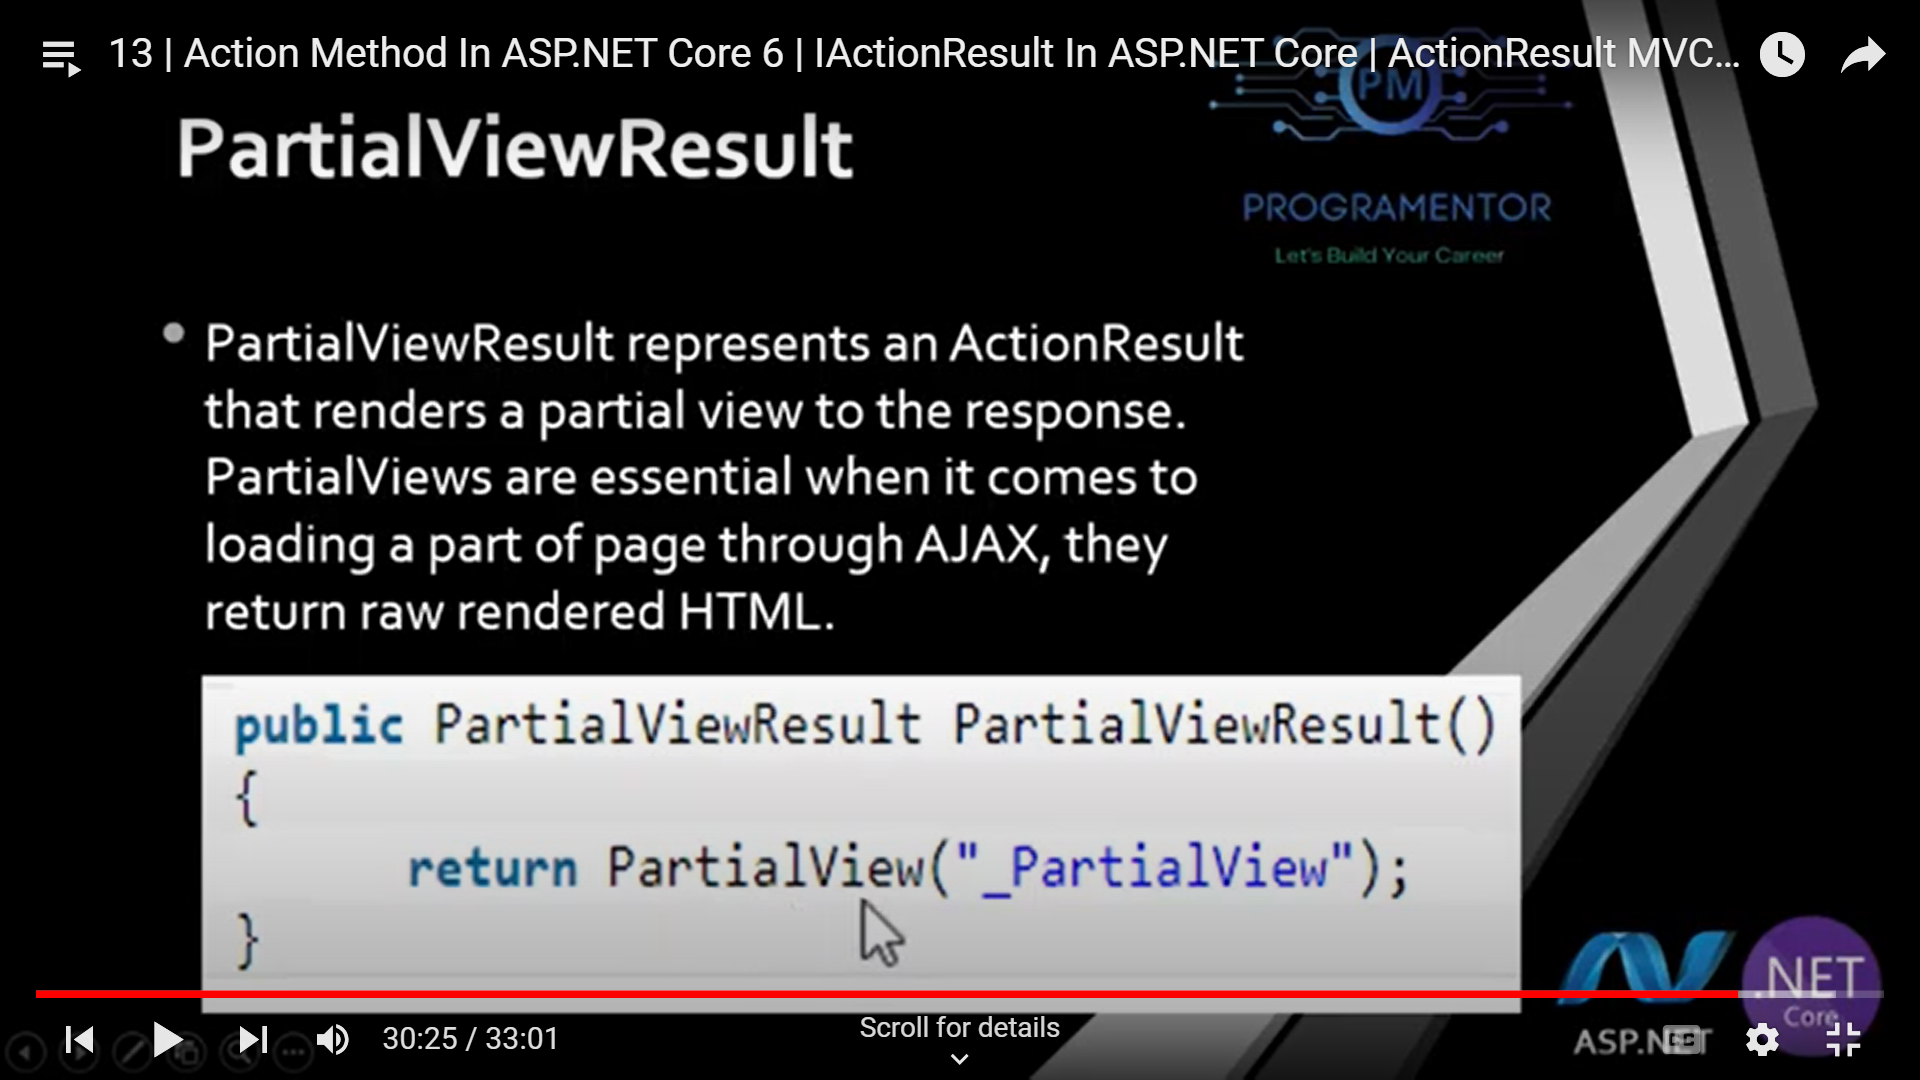 13 | Action Method In ASP.NET Core 6 | IActionResult In ASP.NET Core | ActionResult MVC...
PM
PartialViewResult
PROGRAMENTOR
Let's Build Your Career
PartialViewResult represents an ActionResult
that renders a partial view to the response.
PartialViews are essential when it comes to
loading a part of page through AJAX, they
return raw rendered HTML.
public PartialViewResult PartialViewResult()
{
return PartialView("_PartialView");
}
.NET
Core
30:25 / 33:01
Scroll for details
ASP.NET